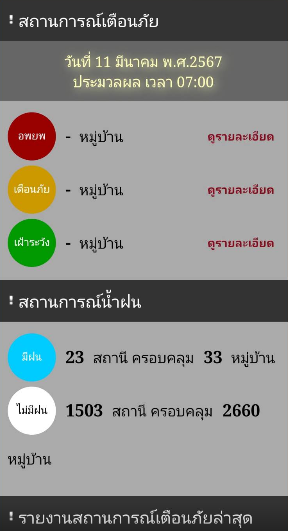 ! สถานการณ์เตือนภัย
วันที่ 11 มีนาคม พ.ศ.2567
ประมวลผล เวลา 07:00
อพยพ - หมู่บ้าน ดูรายละเอียด
เตือนภัย - หมู่บ้าน ดูรายละเอียด
เฝ้าระวัง - หมู่บ้าน ดูรายละเอียด
! สถานการณ์น้ำฝน
มีฝน 23 สถานี ครอบคลุม 33 หมู่บ้าน
ไม่มีฝน 1503 สถานี ครอบคลุม 2660
หมู่บ้าน
! รายงานสถานการณ์เตือนภัยล่าสุด